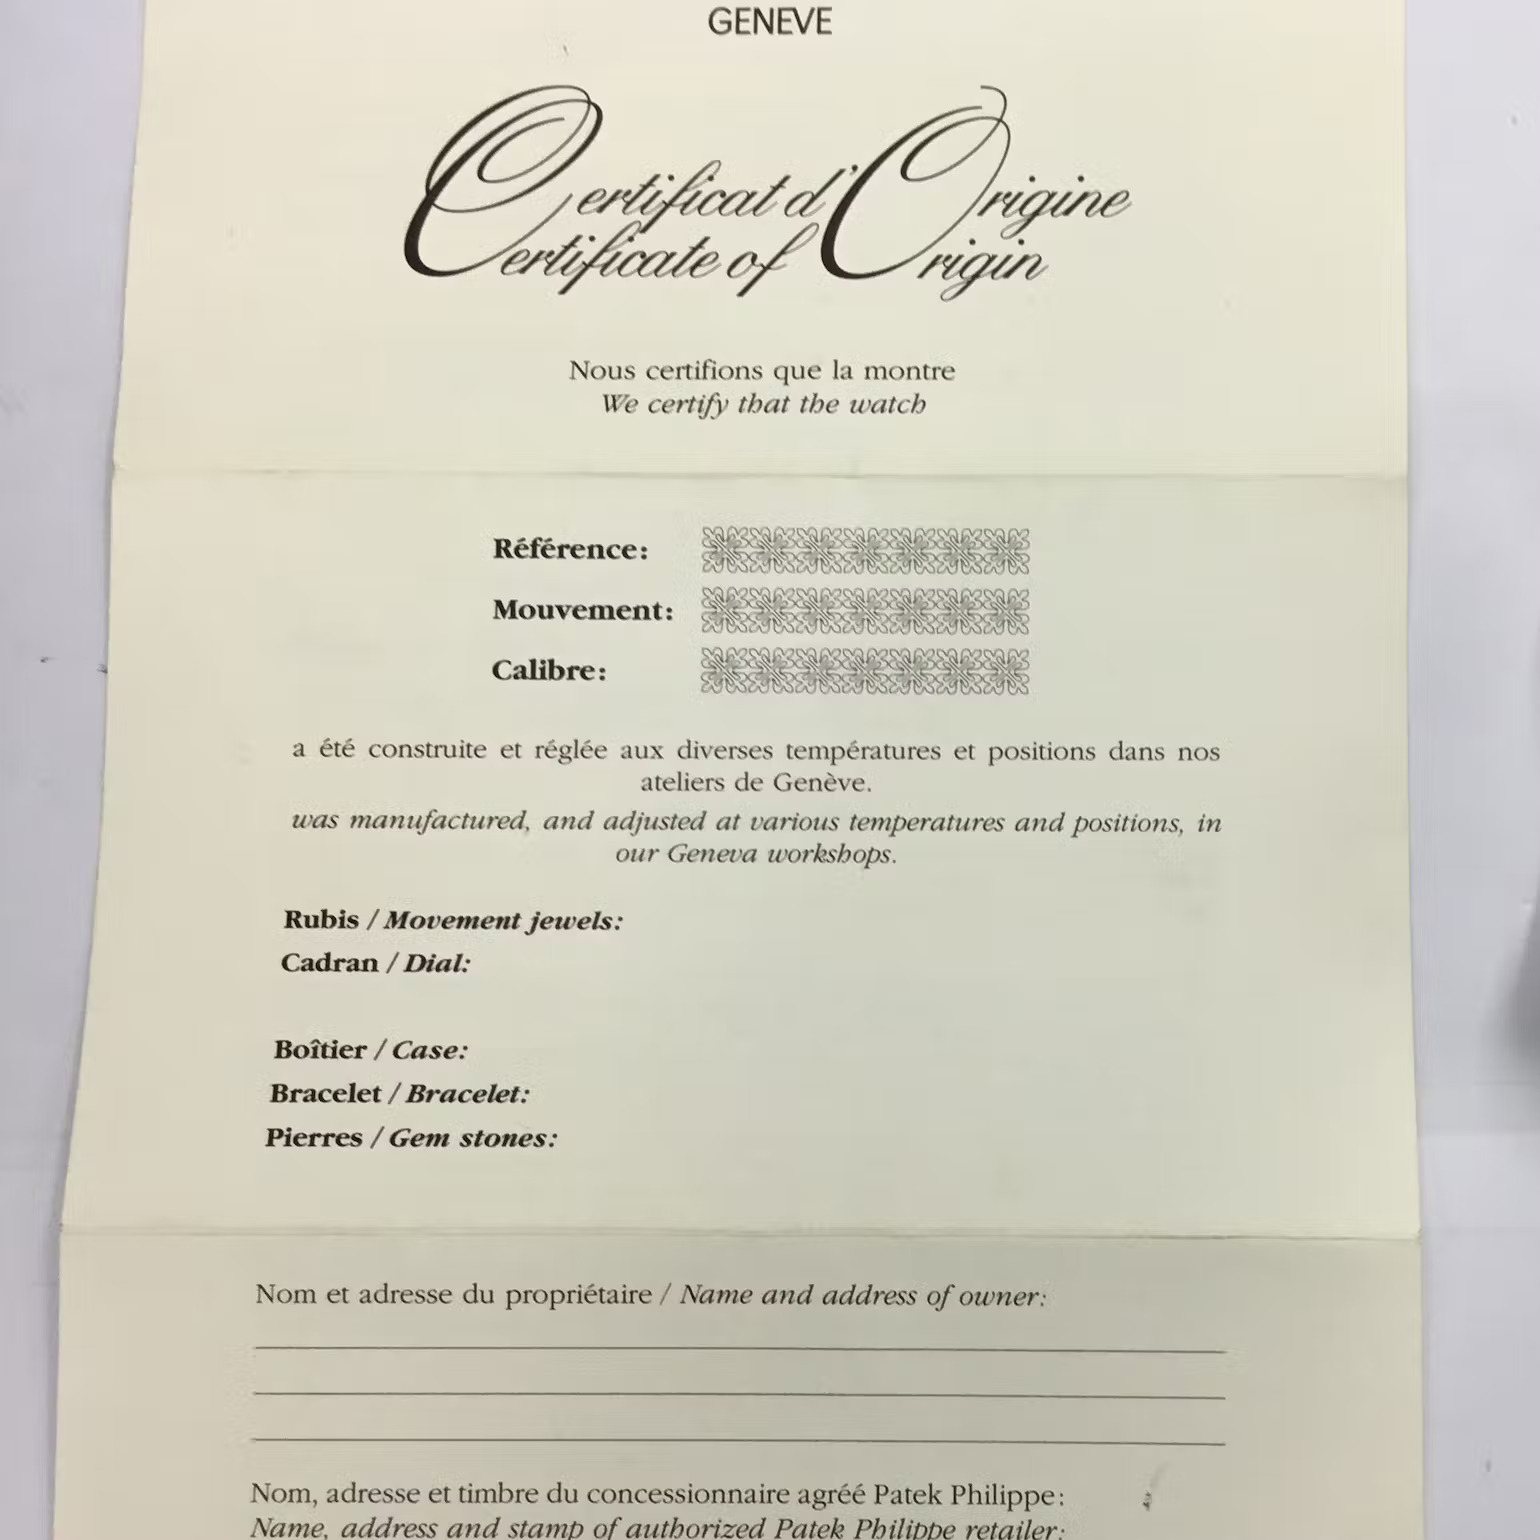 GENEVE
Certificat d'Origine
Certificate of Origin
Nous certifions que la montre
We certify that the watch
Référence:
Mouvement:
Calibre:
a été construite et réglée aux diverses températures et positions dans nos
ateliers de Genève.
was manufactured, and adjusted at various temperatures and positions, in
our Geneva workshops.
Rubis / Movement jewels:
Cadran / Dial:
Boîtier / Case:
Bracelet / Bracelet:
Pierres / Gem stones:
Nom et adresse du propriétaire / Name and address of owner:
Nom, adresse et timbre du concessionnaire agréé Patek Philippe:
Name, address and stamp of authorized Patek Philippe retailer: